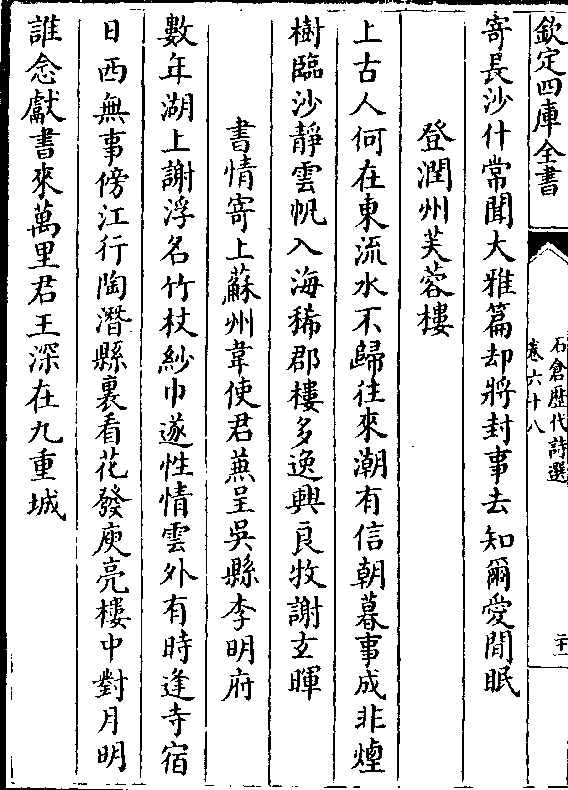 欽定四庫全書
石倉歷代詩選
卷六十八
二十一
寄長沙什常聞大雅篇却將封事去知爾愛閒眠
登潤州芙蓉樓
上古人何在東流水不歸往來潮有信朝暮事成非煙
樹臨沙靜雲帆入海稀郡樓多逸興良牧謝玄暉
書情寄上蘇州韋使君蕪呈吳縣李明府
數年湖上謝浮名竹杖紗巾遂性情雲外有時逢寺宿
日西無事傍江行陶潛縣裏看花發庾亮樓中對月明
誰念獻書來萬里君王深在九重城